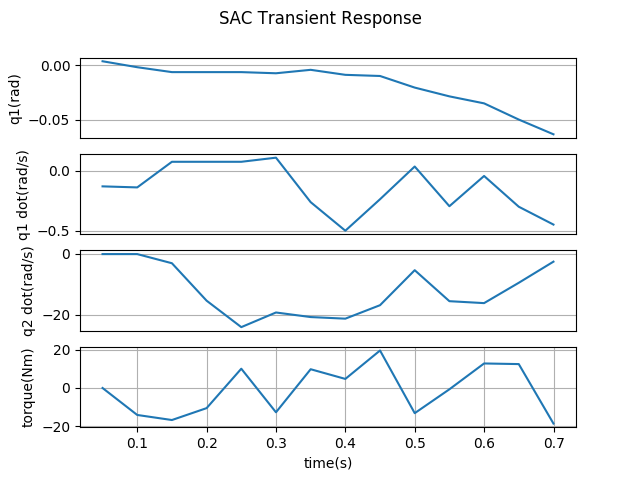 SAC Transient Response
0.00
−0.05
q1(rad)
0.0
−0.5
q1 dot(rad/s)
0
−20
q2 dot(rad/s)
20
0
−20
torque(Nm)
0.1 0.2 0.3 0.4 0.5 0.6 0.7
time(s)